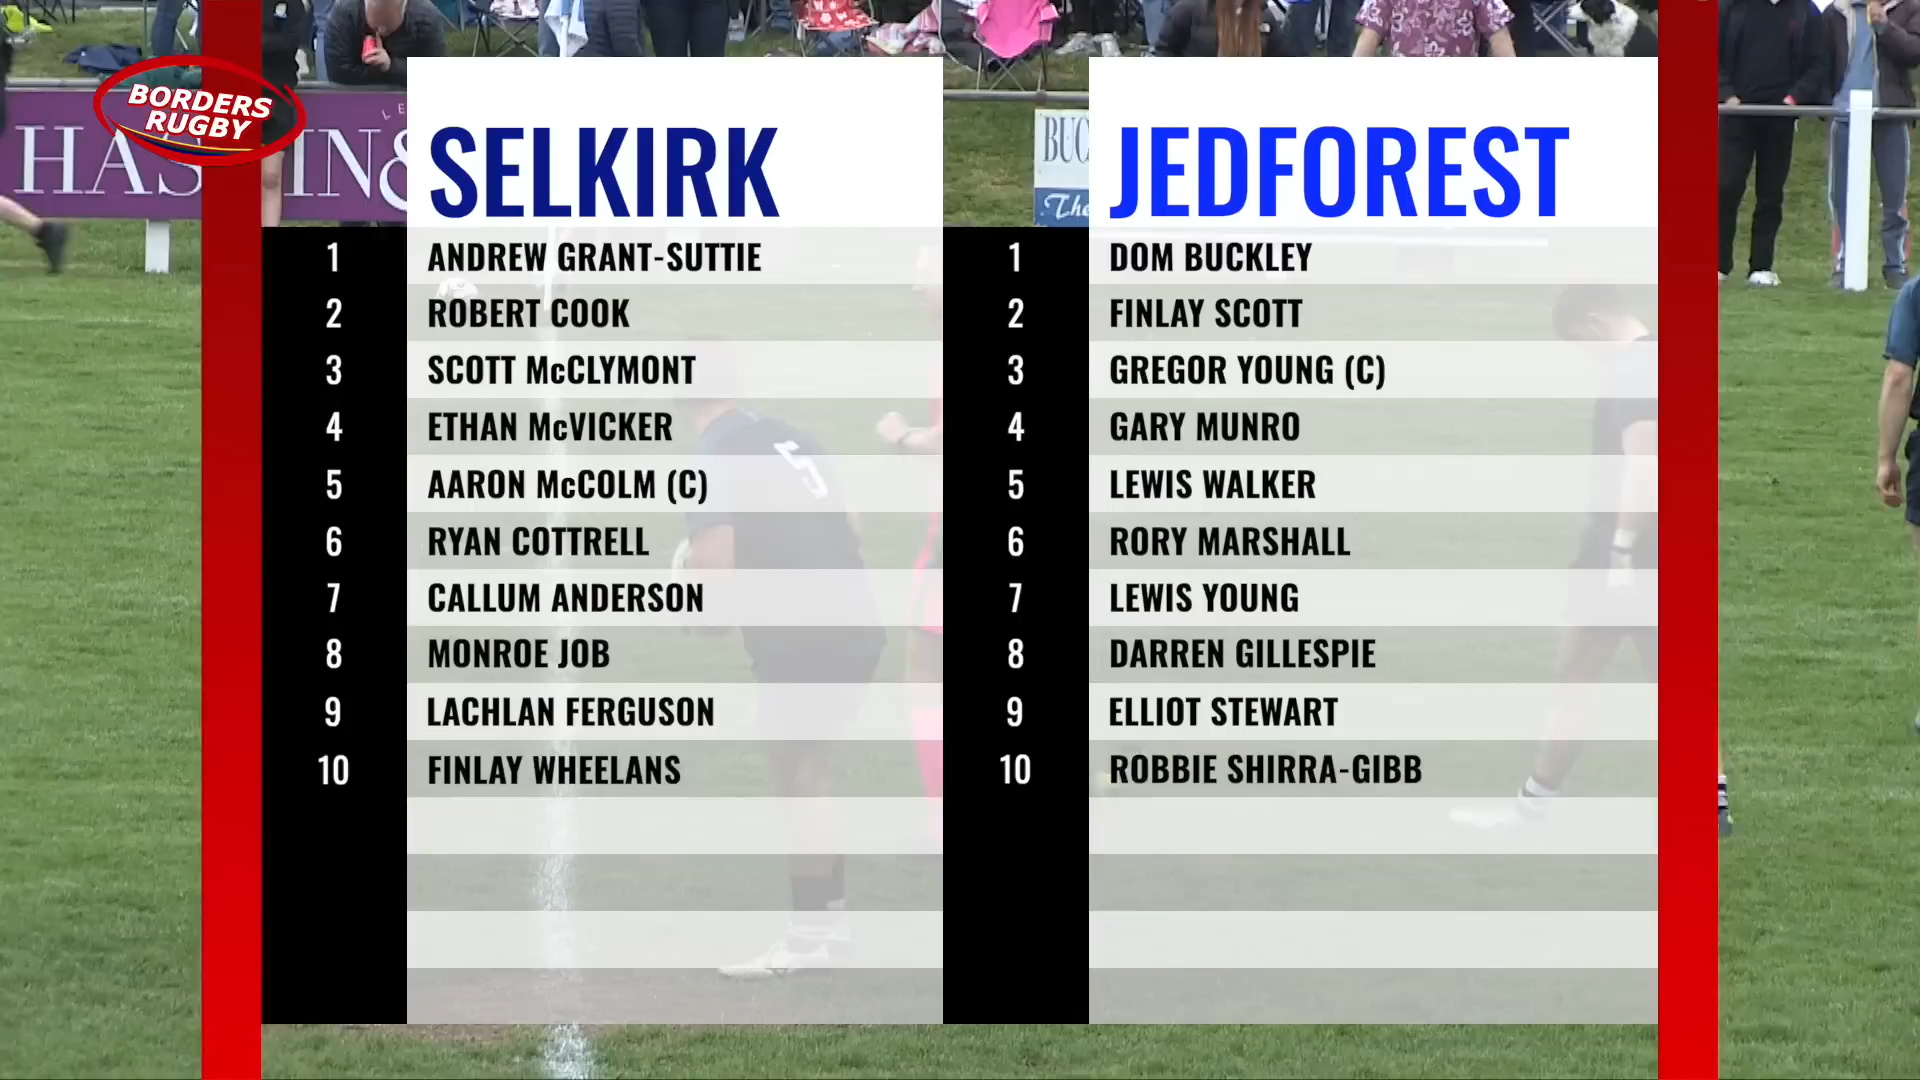 BORDERS
RUGBY
SELKIRK
1 ANDREW GRANT-SUTTIE
2 ROBERT COOK
3 SCOTT McCLYMONT
4 ETHAN McVICKER
5 AARON McCOLM (C)
6 RYAN COTTRELL
7 CALLUM ANDERSON
8 MONROE JOB
9 LACHLAN FERGUSON
10 FINLAY WHEELANS
JEDFOREST
1 DOM BUCKLEY
2 FINLAY SCOTT
3 GREGOR YOUNG (C)
4 GARY MUNRO
5 LEWIS WALKER
6 RORY MARSHALL
7 LEWIS YOUNG
8 DARREN GILLESPIE
9 ELLIOT STEWART
10 ROBBIE SHIRRA-GIBB
The
5